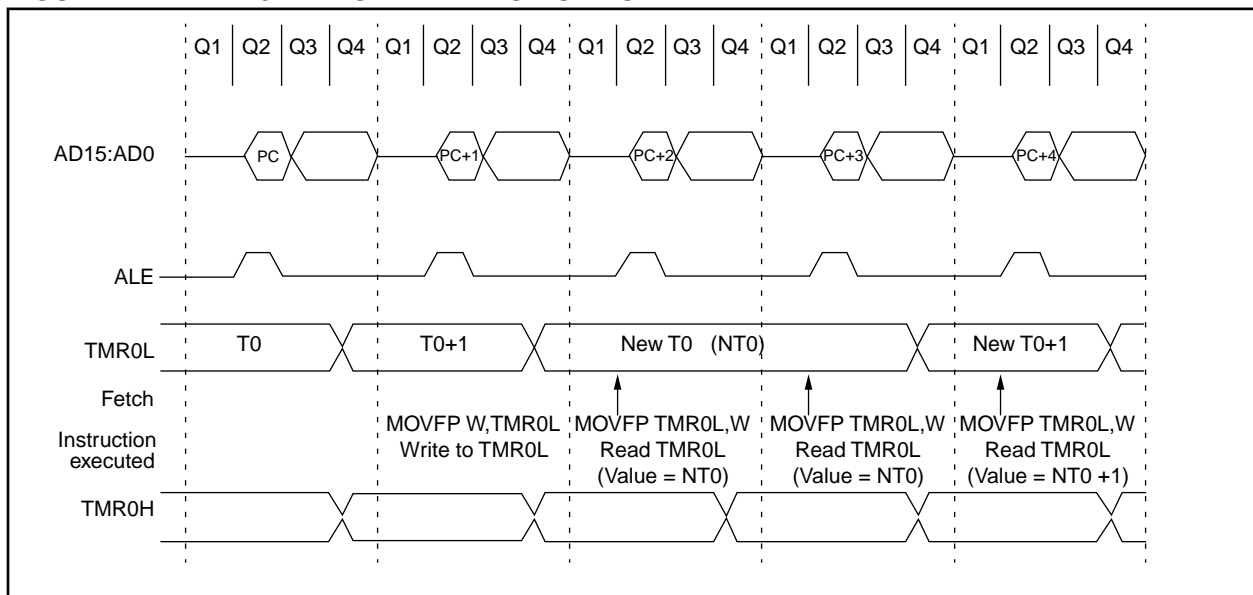 Q1 Q2 Q3 Q4 Q1 Q2 Q3 Q4 Q1 Q2 Q3 Q4 Q1 Q2 Q3 Q4 Q1 Q2 Q3 Q4
AD15:AD0 PC PC+1 PC+2 PC+3 PC+4
ALE
TMR0L T0 T0+1 New T0 (NT0) New T0+1
Fetch
Instruction
executed
MOVFP W,TMR0L
Write to TMR0L
MOVFP TMR0L,W
Read TMR0L
(Value = NT0)
MOVFP TMR0L,W
Read TMR0L
(Value = NT0)
MOVFP TMR0L,W
Read TMR0L
(Value = NT0 +1)
TMR0H